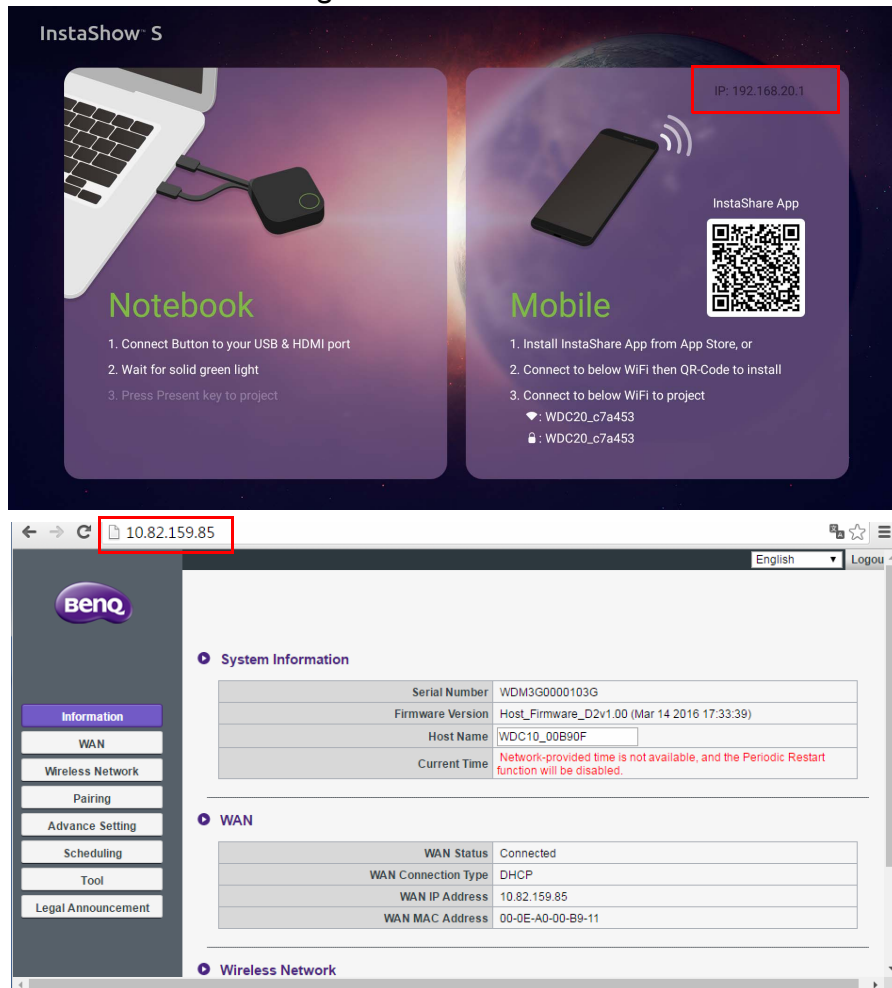 InstaShow™ S
IP: 192.168.20.1
InstaShare App
Notebook
1. Connect Button to your USB & HDMI port
2. Wait for solid green light
3. Press Present key to project
Mobile
1. Install InstaShare App from App Store, or
2. Connect to below WiFi then QR-Code to install
3. Connect to below WiFi to project
: WDC20_c7a453
: WDC20_c7a453
10.82.159.85
English
Logou
BenQ
Information
WAN
Wireless Network
Pairing
Advance Setting
Scheduling
Tool
Legal Announcement
System Information
Serial Number WDM3G0000103G
Firmware Version Host_Firmware_D2v1.00 (Mar 14 2016 17:33:39)
Host Name WDC10_00B90F
Current Time Network-provided time is not available, and the Periodic Restart
function will be disabled.
WAN
WAN Status Connected
WAN Connection Type DHCP
WAN IP Address 10.82.159.85
WAN MAC Address 00-0E-A0-00-B9-11
Wireless Network